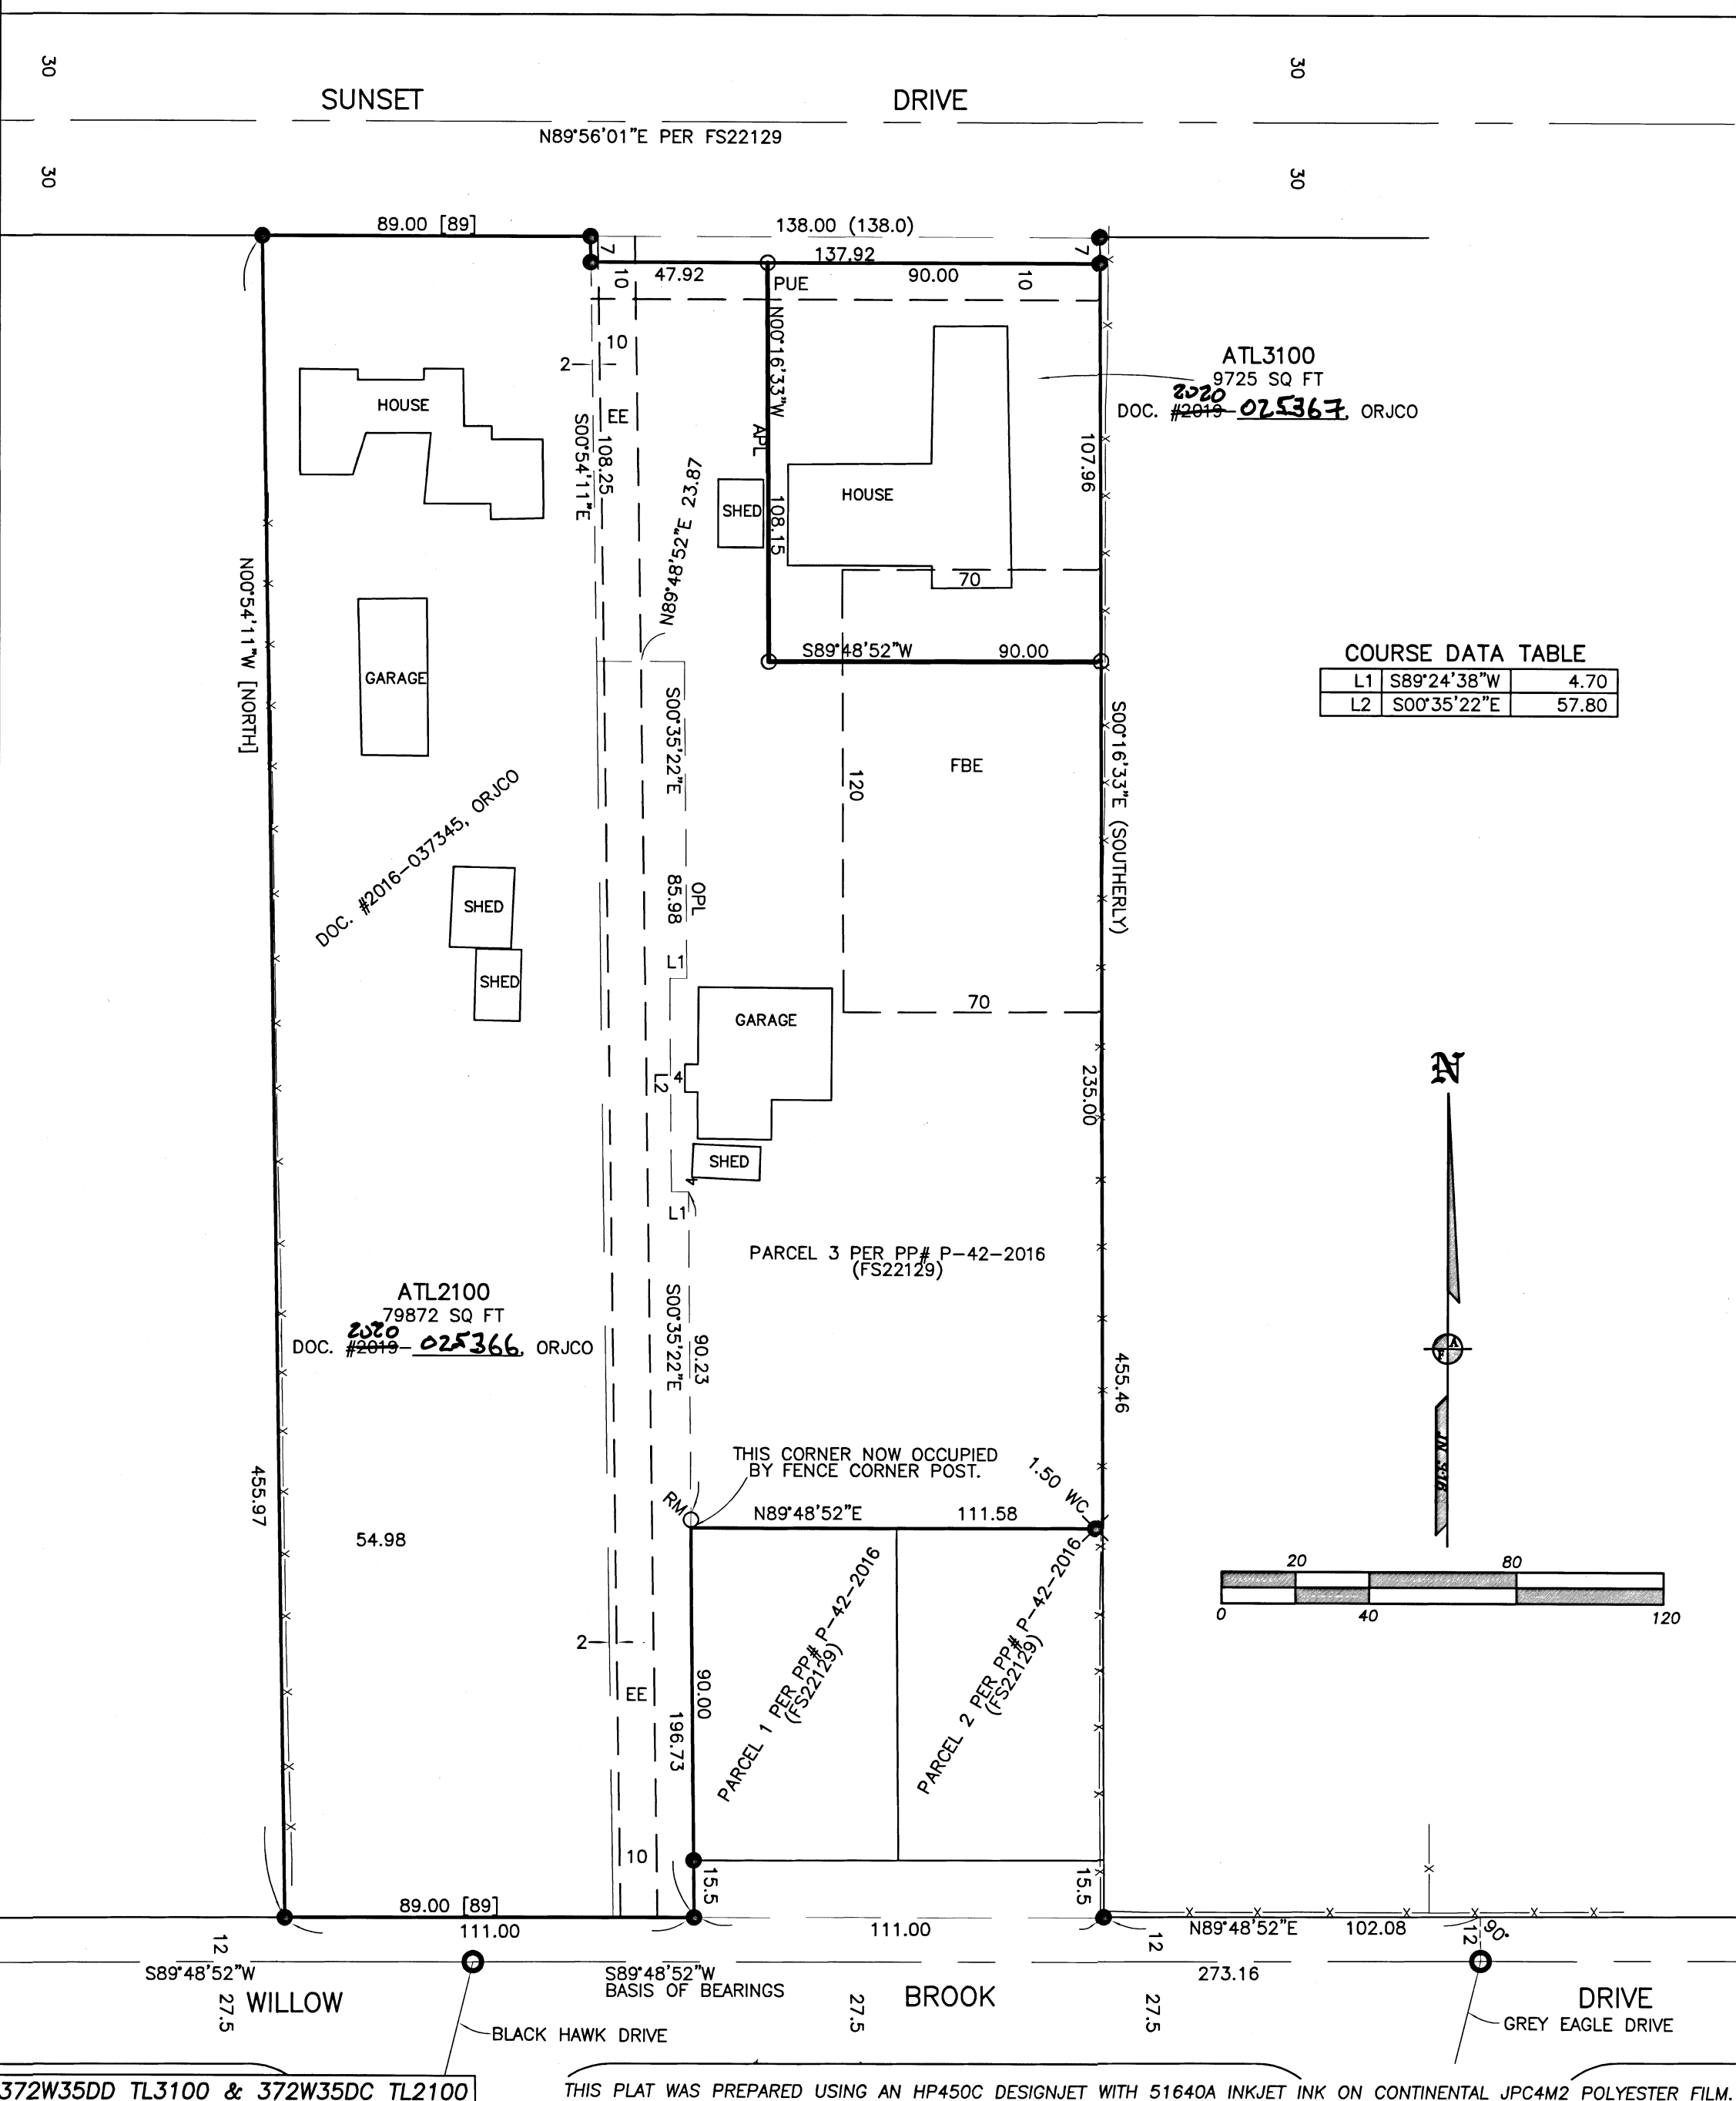 30
30
SUNSET DRIVE
N89°56'01"E PER FS22129
30
30
89.00 [89]
138.00 (138.0)
7
7
137.92
10
47.92
90.00
10
PUE
N00°16'33"W
10
2
EE
HOUSE
S00°54'11"E
108.25
APL
ATL3100
9725 SQ FT
2020
DOC. #2019- 025367, ORJCO
107.96
N89°48'52"E 23.87
SHED
108.15
HOUSE
70
N00°54'11"W [NORTH]
GARAGE
S89°48'52"W
90.00
COURSE DATA TABLE
L1 S89°24'38"W 4.70
L2 S00°35'22"E 57.80
S00°35'22"E
S00°16'33"E (SOUTHERLY)
FBE
120
DOC. #2016-037345, ORJCO
OPL
85.98
SHED
L1
SHED
70
GARAGE
N
L2
4
235.00
SHED
4
L1
PARCEL 3 PER PP# P-42-2016
(FS22129)
ATL2100
79872 SQ FT
2020
DOC. #2019- 025366, ORJCO
S00°35'22"E
90.23
A
F
455.46
THIS CORNER NOW OCCUPIED
BY FENCE CORNER POST.
1.50 WC
455.97
RM
N89°48'52"E
111.58
54.98
20
80
0
40
120
PARCEL 1 PER PP# P-42-2016
(FS22129)
PARCEL 2 PER PP# P-42-2016
(FS22129)
2
EE
90.00
196.73
10
15.5
15.5
89.00 [89]
111.00
111.00
N89°48'52"E
102.08
12
12
12
90°
S89°48'52"W
S89°48'52"W
BASIS OF BEARINGS
273.16
WILLOW BROOK DRIVE
27.5
27.5
27.5
BLACK HAWK DRIVE
GREY EAGLE DRIVE
372W35DD TL3100 & 372W35DC TL2100
THIS PLAT WAS PREPARED USING AN HP450C DESIGNJET WITH 51640A INKJET INK ON CONTINENTAL JPC4M2 POLYESTER FILM.